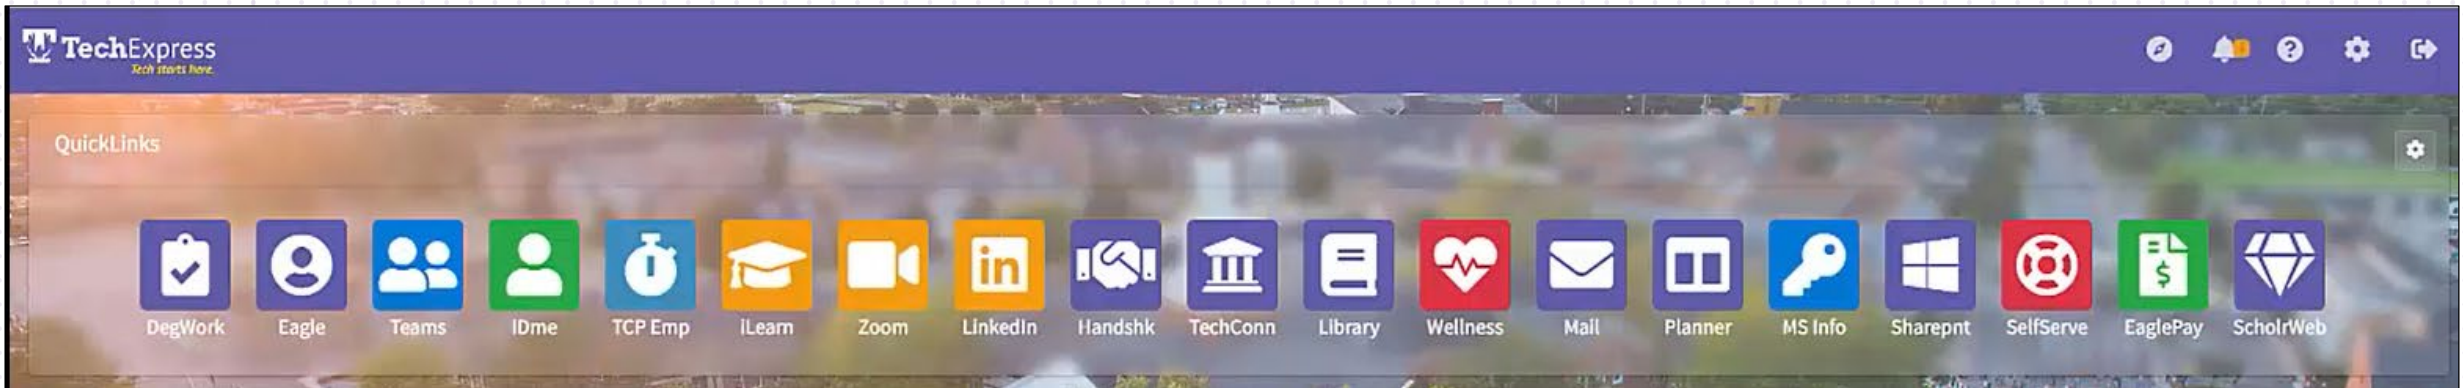 TechExpress
Tech starts here.
QuickLinks
DegWork Eagle Teams IDme TCP Emp iLearn Zoom LinkedIn Handshk TechConn Library Wellness Mail Planner MS Info Sharepnt SelfServe EaglePay ScholrWeb